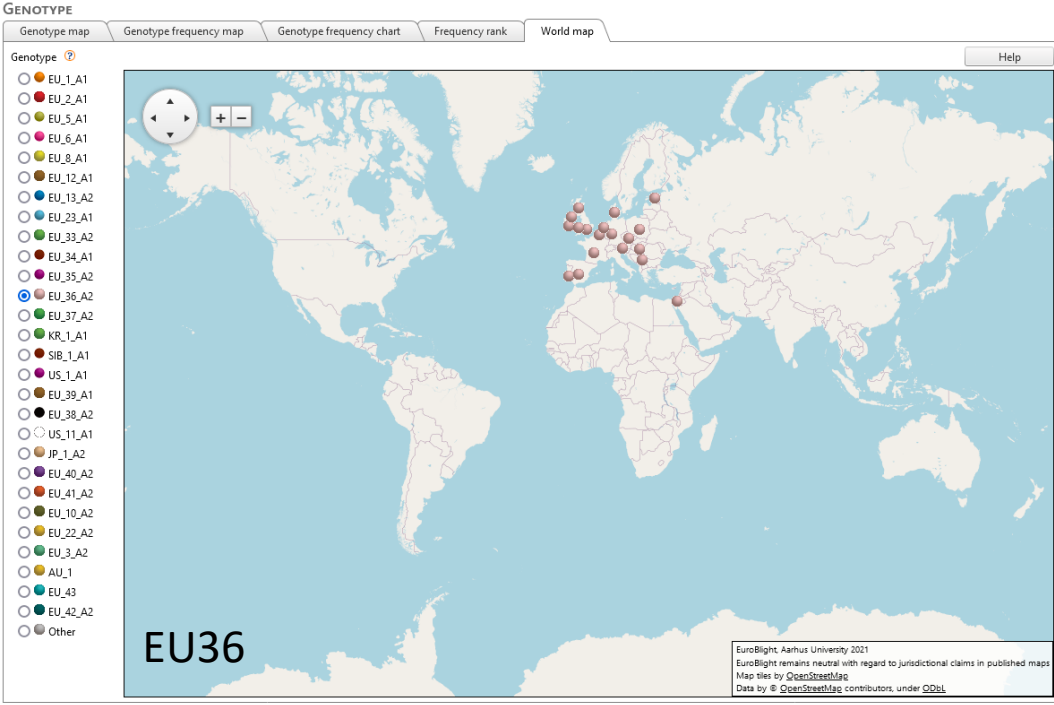 GENOTYPE
Genotype map Genotype frequency map Genotype frequency chart Frequency rank World map
Genotype ? Help
EU_1_A1
EU_2_A1
EU_5_A1
EU_6_A1
EU_8_A1
EU_12_A1
EU_13_A2
EU_23_A1
EU_33_A2
EU_34_A1
EU_35_A2
EU_36_A2
EU_37_A2
KR_1_A1
SIB_1_A1
US_1_A1
EU_39_A1
EU_38_A2
US_11_A1
JP_1_A2
EU_40_A2
EU_41_A2
EU_10_A2
EU_22_A2
EU_3_A2
AU_1
EU_43
EU_42_A2
Other
EU36
EuroBlight, Aarhus University 2021
EuroBlight remains neutral with regard to jurisdictional claims in published maps
Map tiles by OpenStreetMap
Data by © OpenStreetMap contributors, under ODbL